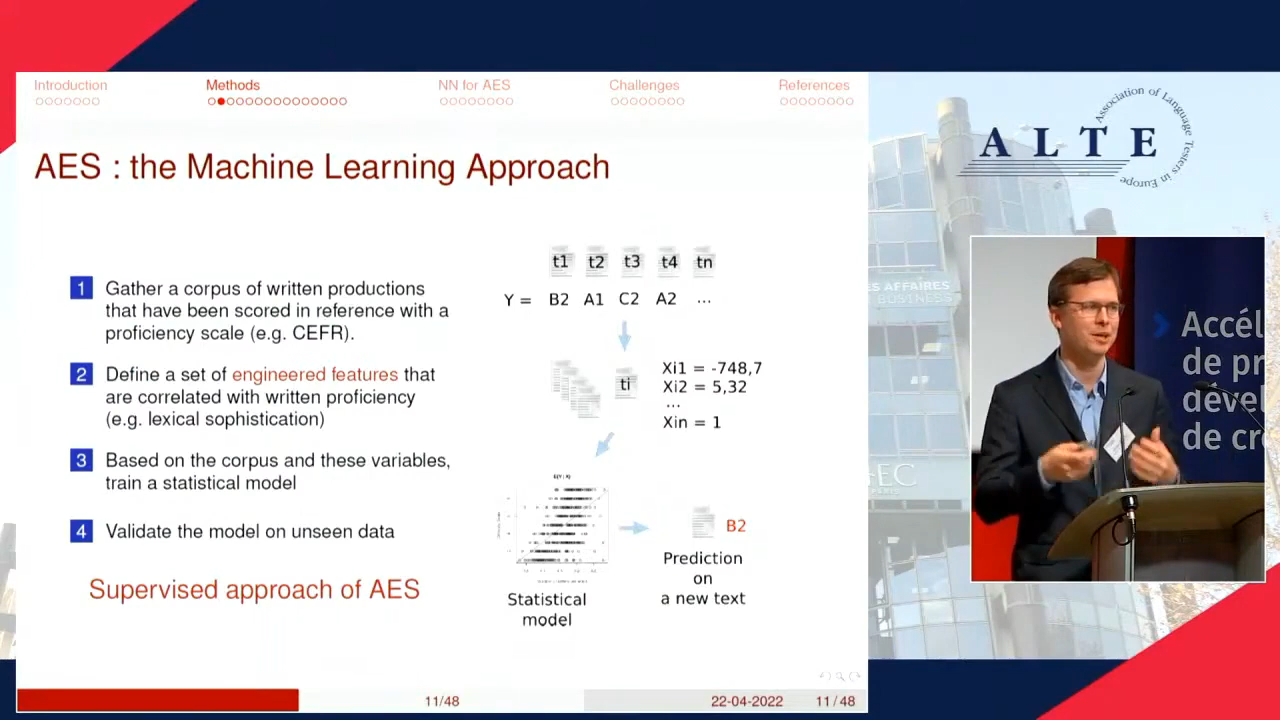 Introduction
Methods
NN for AES
Challenges
References
AES : the Machine Learning Approach
1 Gather a corpus of written productions
that have been scored in reference with a
proficiency scale (e.g. CEFR).
2 Define a set of engineered features that
are correlated with written proficiency
(e.g. lexical sophistication)
3 Based on the corpus and these variables,
train a statistical model
4 Validate the model on unseen data
Supervised approach of AES
t1 t2 t3 t4 tn
Y = B2 A1 C2 A2 ...
ti
Xi1 = -748,7
Xi2 = 5,32
...
Xin = 1
Statistical
model
B2
Prediction
on
a new text
11/48
22-04-2022
11 / 48
ALTE
Association of Language Testers in Europe
ES AFFAIRES
BUSINESS
EC
Accél
de pr
dével
de cr